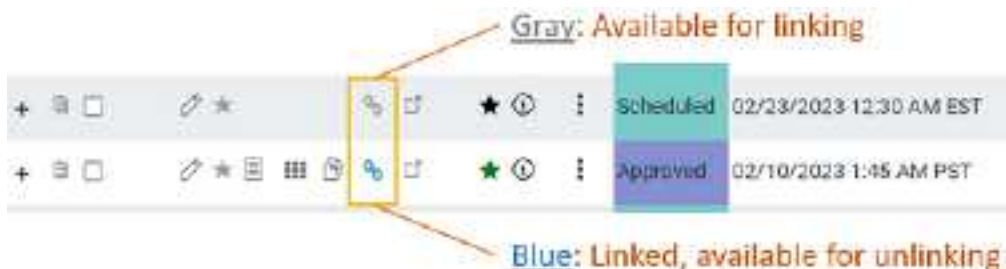 Gray: Available for linking
Scheduled 02/23/2023 12:30 AM EST
Approved 02/10/2023 1:45 AM PST
Blue: Linked, available for unlinking